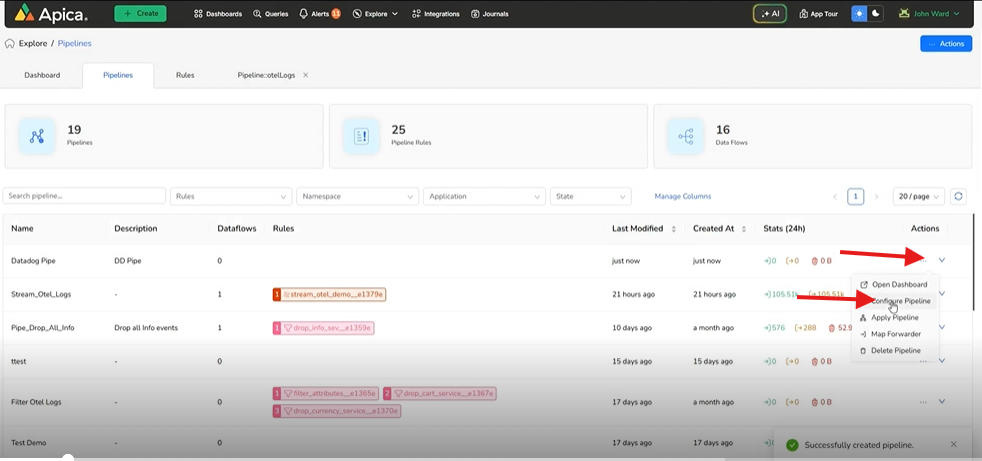 Apica. + Create Dashboards Queries Alerts 11 Explore Integrations Journals AI App Tour John Ward
Explore / Pipelines ... Actions
Dashboard Pipelines Rules Pipeline::otelLogs ×
19 25 16
Pipelines Pipeline Rules Data Flows
Search pipeline... Rules Namespace Application State Manage Columns < 1 > 20 / page
Name Description Dataflows Rules Last Modified Created At Stats (24h) Actions
Datadog Pipe DD Pipe 0 just now just now 0 0 0 B
Open Dashboard
Stream_Otel_Logs - 1 1 stream_otel_demo__e1379e 21 hours ago 21 hours ago 105.51k 105.51k
Configure Pipeline
Apply Pipeline
Pipe_Drop_All_Info Drop all Info events 1 1 drop_info_sev__e1359e 10 days ago a month ago 576 288 52.9
Map Forwarder
Delete Pipeline
ttest - 0 15 days ago 15 days ago 0 0 0 B ...
1 filter_attributes__e1365e 2 drop_cart_service__e1367e
Filter Otel Logs - 0 17 days ago a month ago 0 0 0 B ...
3 drop_currency_service__e1370e
Test Demo - 0 17 days ago 17 days ago
Successfully created pipeline. ×